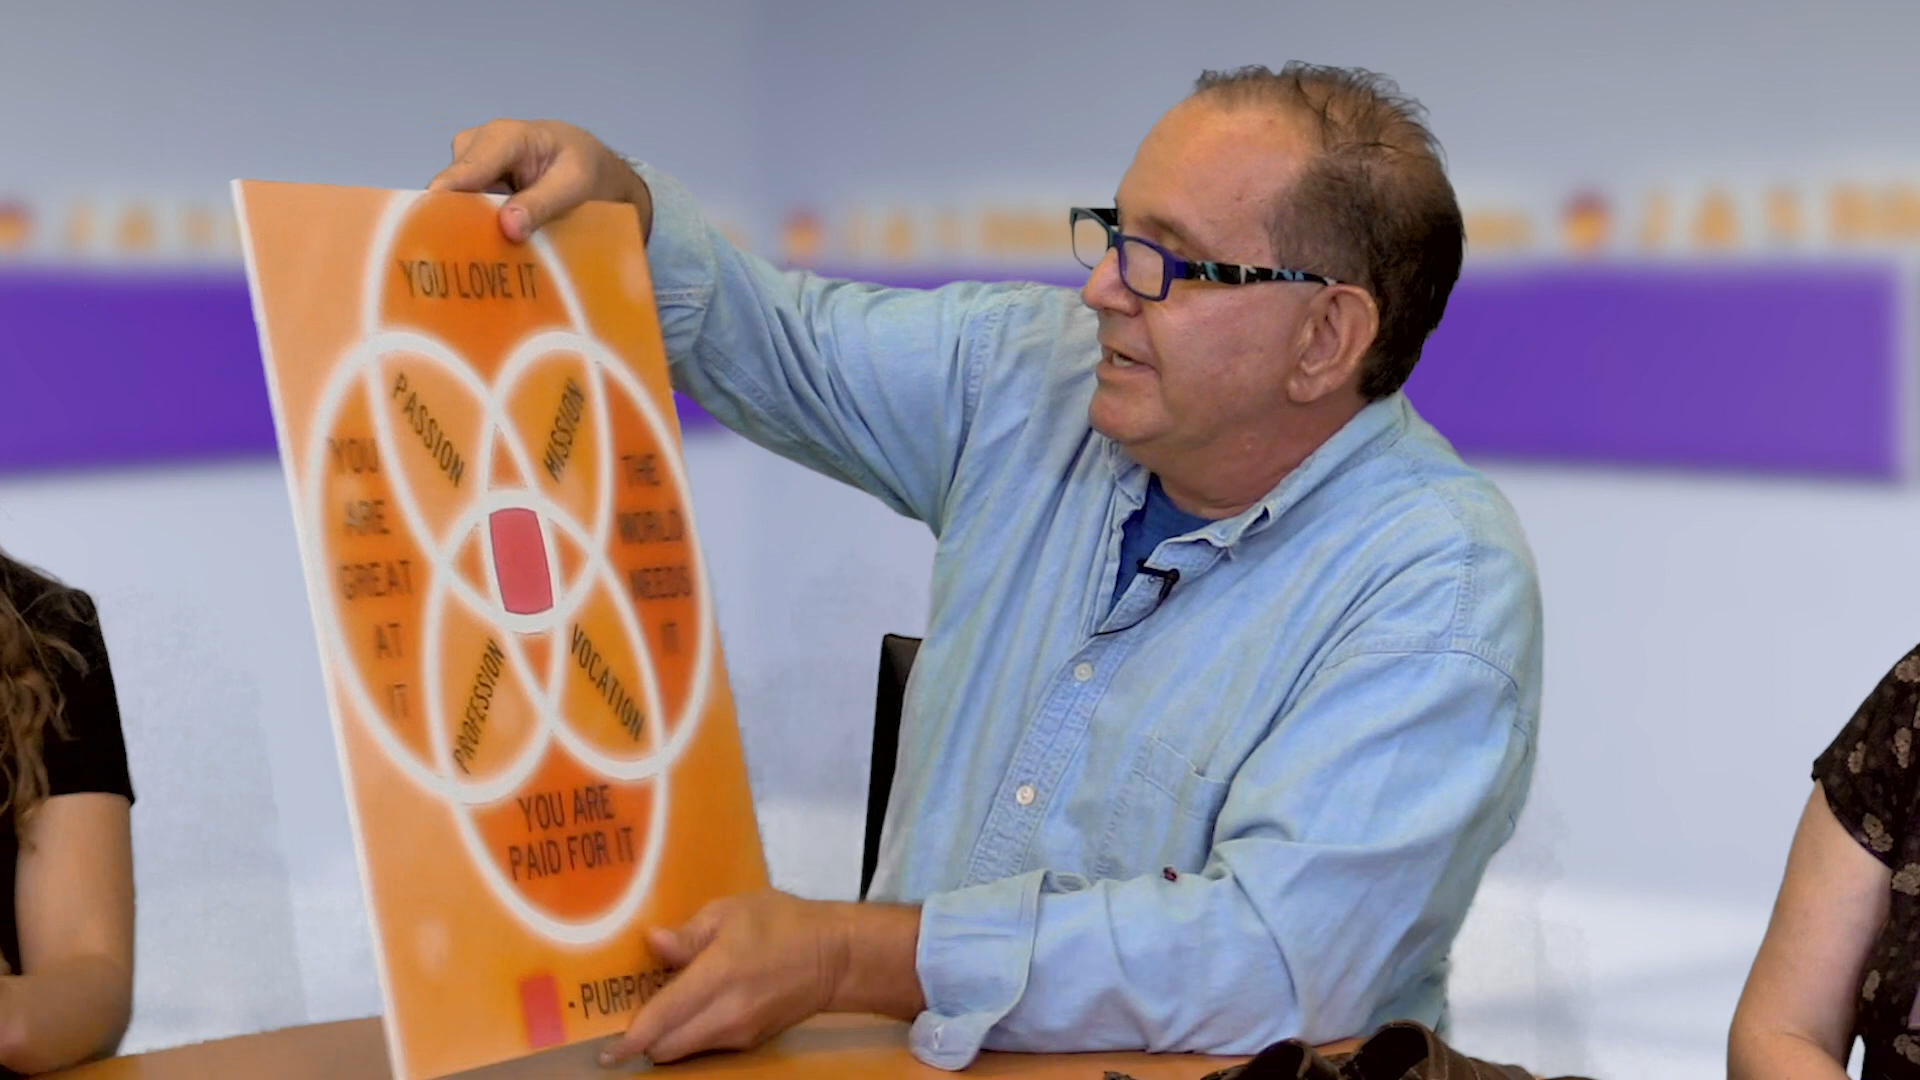 YOU LOVE IT
PASSION
MISSION
YOU
ARE
GREAT
AT
IT
THE
WORLD
NEEDS
IT
PROFESSION
VOCATION
YOU ARE
PAID FOR IT
- PURPOSE